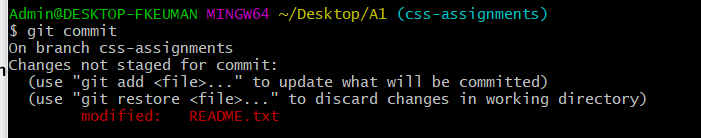 Admin@DESKTOP-FKEUMAN MINGW64 ~/Desktop/A1 (css-assignments)
$ git commit
On branch css-assignments
Changes not staged for commit:
  (use "git add <file>..." to update what will be committed)
  (use "git restore <file>..." to discard changes in working directory)
        modified:   README.txt